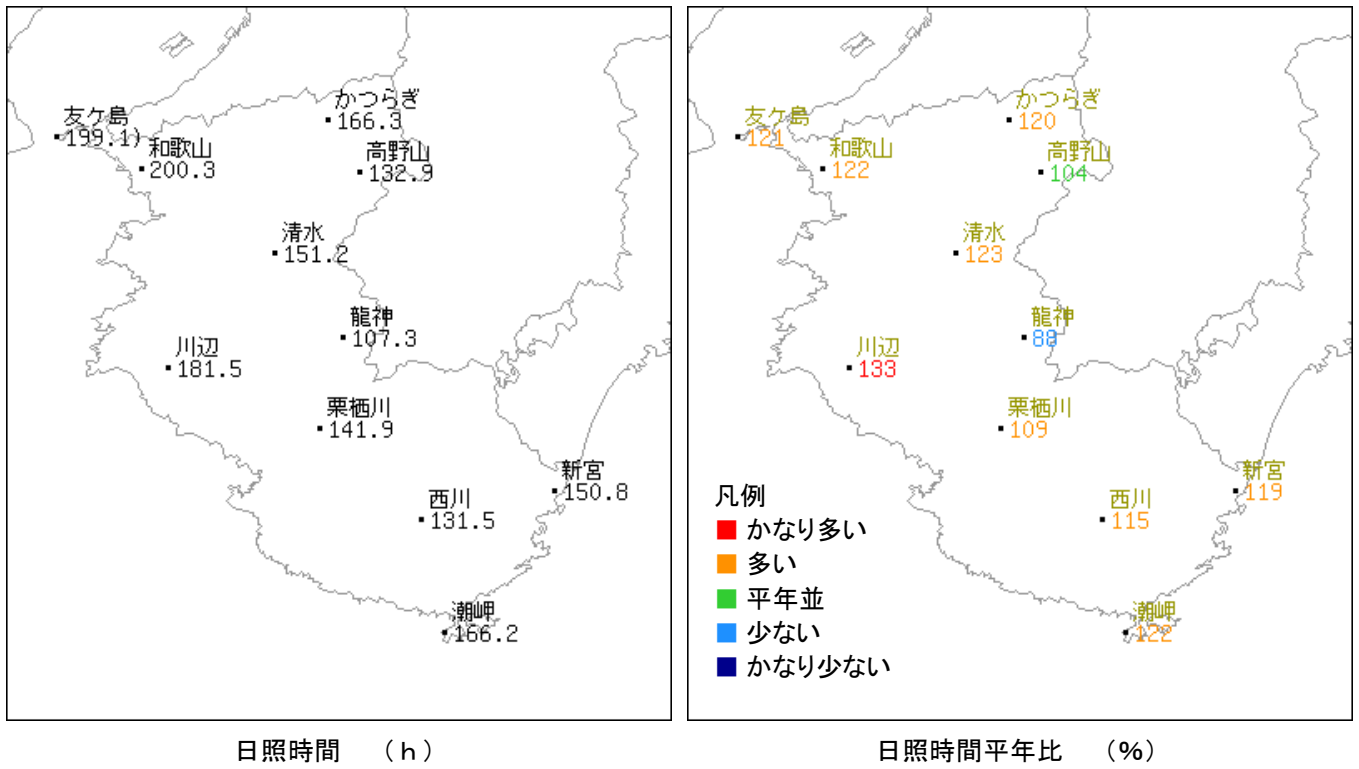 かつらぎ
166.3
友ケ島
199.1)
和歌山
200.3
高野山
132.9
清水
151.2
龍神
107.3
川辺
181.5
栗栖川
141.9
新宮
150.8
西川
131.5
潮岬
166.2
日照時間 (h)
かつらぎ
120
友ケ島
121
和歌山
122
高野山
104
清水
123
龍神
88
川辺
133
栗栖川
109
新宮
119
西川
115
潮岬
122
凡例
かなり多い
多い
平年並
少ない
かなり少ない
日照時間平年比 (%)